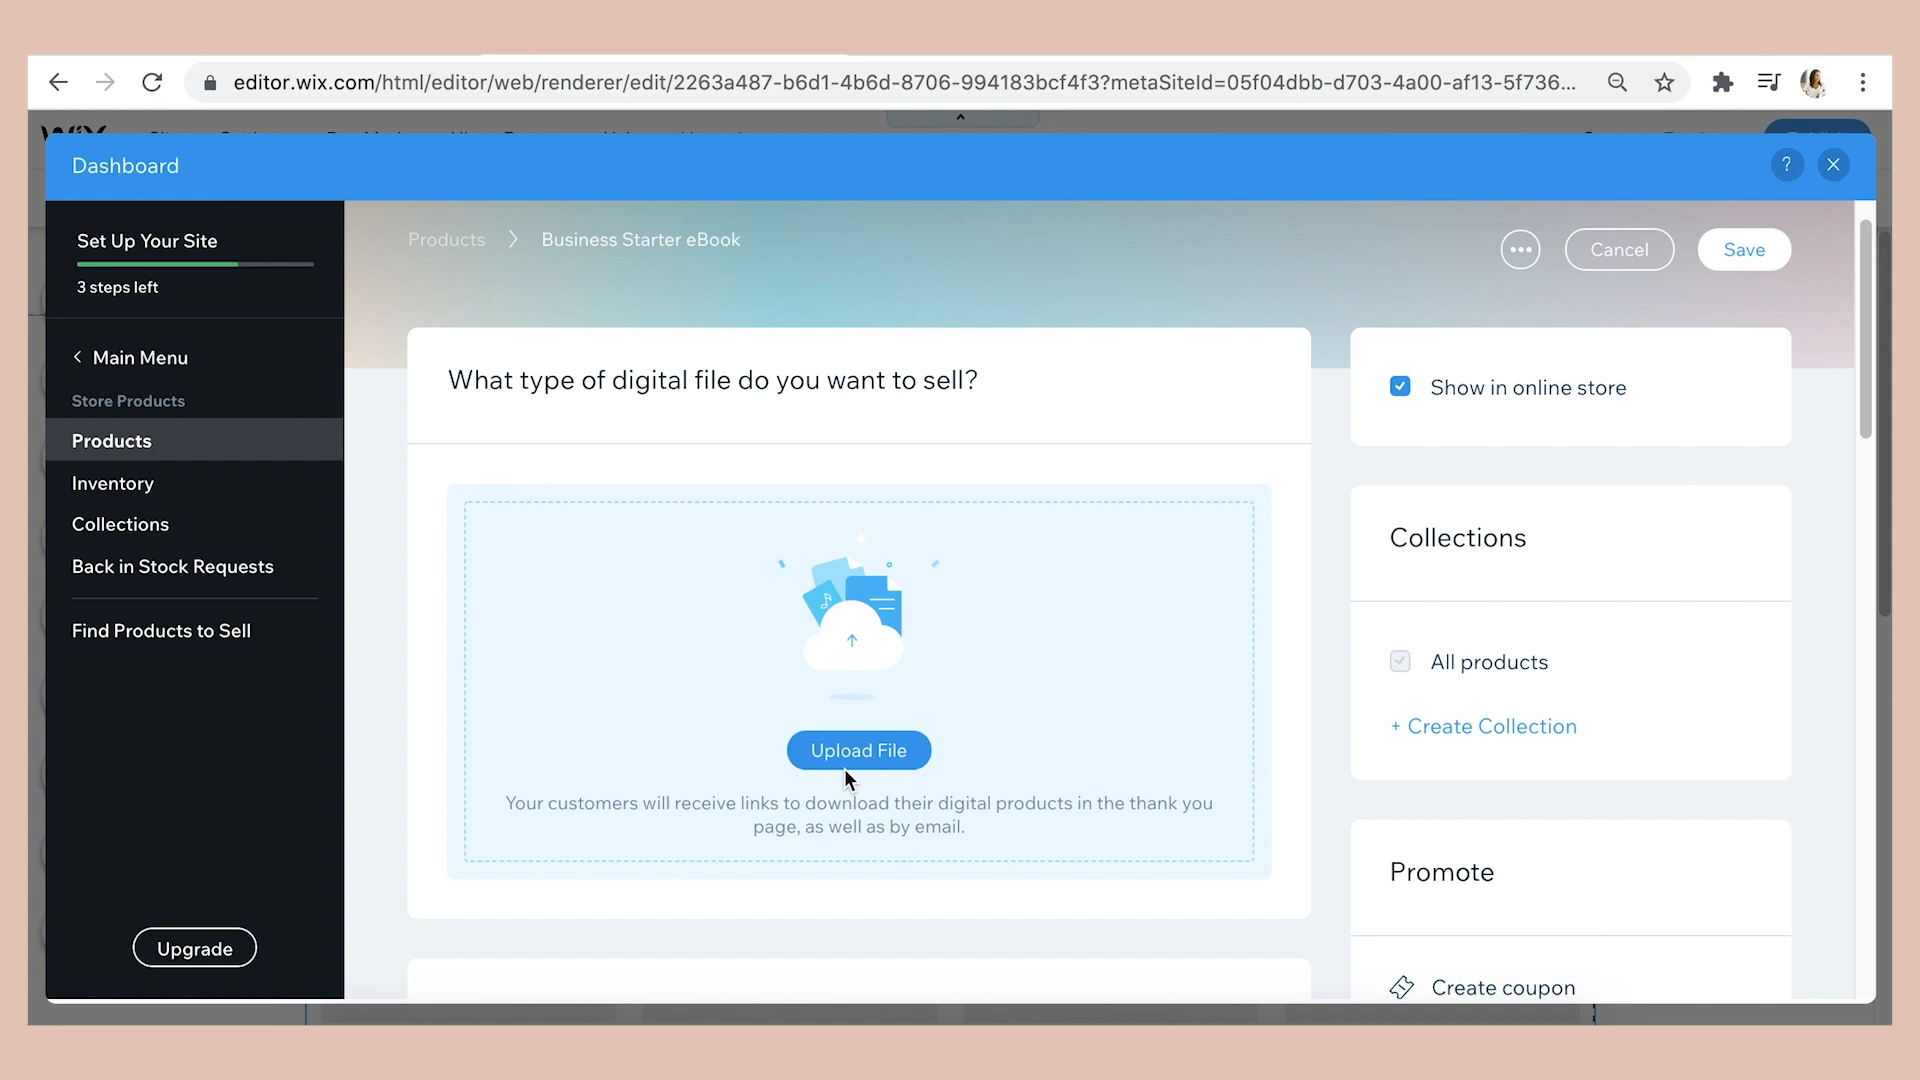 editor.wix.com/html/editor/web/renderer/edit/2263a487-b6d1-4b6d-8706-994183bcf4f3?metaSiteId=05f04dbb-d703-4a00-af13-5f736...
Dashboard
?
Set Up Your Site
3 steps left
Main Menu
Store Products
Products
Inventory
Collections
Back in Stock Requests
Find Products to Sell
Upgrade
Products
Business Starter eBook
Cancel
Save
What type of digital file do you want to sell?
Upload File
Your customers will receive links to download their digital products in the thank you
page, as well as by email.
Show in online store
Collections
All products
+ Create Collection
Promote
Create coupon